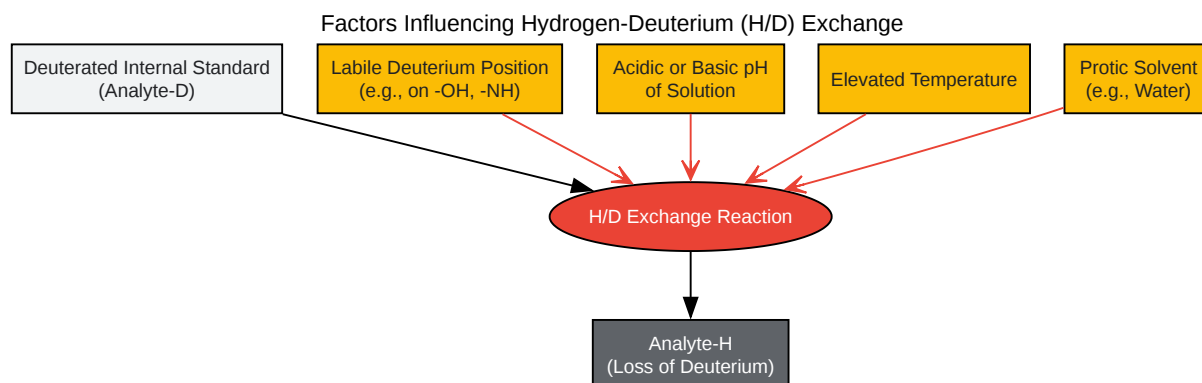 Factors Influencing Hydrogen-Deuterium (H/D) Exchange
Deuterated Internal Standard
(Analyte-D)
Labile Deuterium Position
(e.g., on -OH, -NH)
Acidic or Basic pH
of Solution
Elevated Temperature
Protic Solvent
(e.g., Water)
H/D Exchange Reaction
Analyte-H
(Loss of Deuterium)